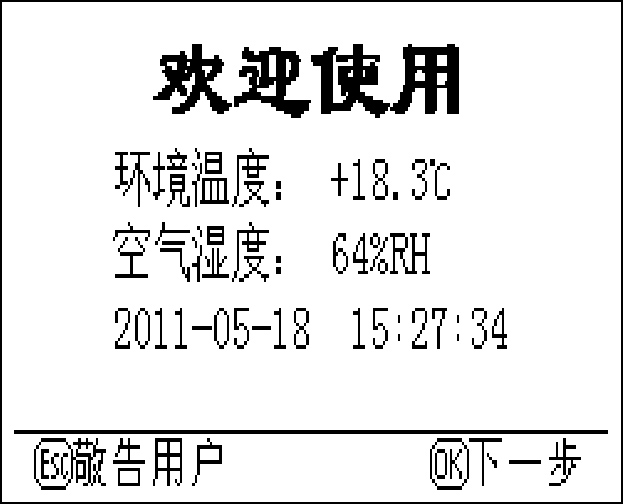 欢迎使用
环境温度： +18.3℃
空气湿度： 64%RH
2011-05-18 15:27:34
Esc敬告用户 OK下一步